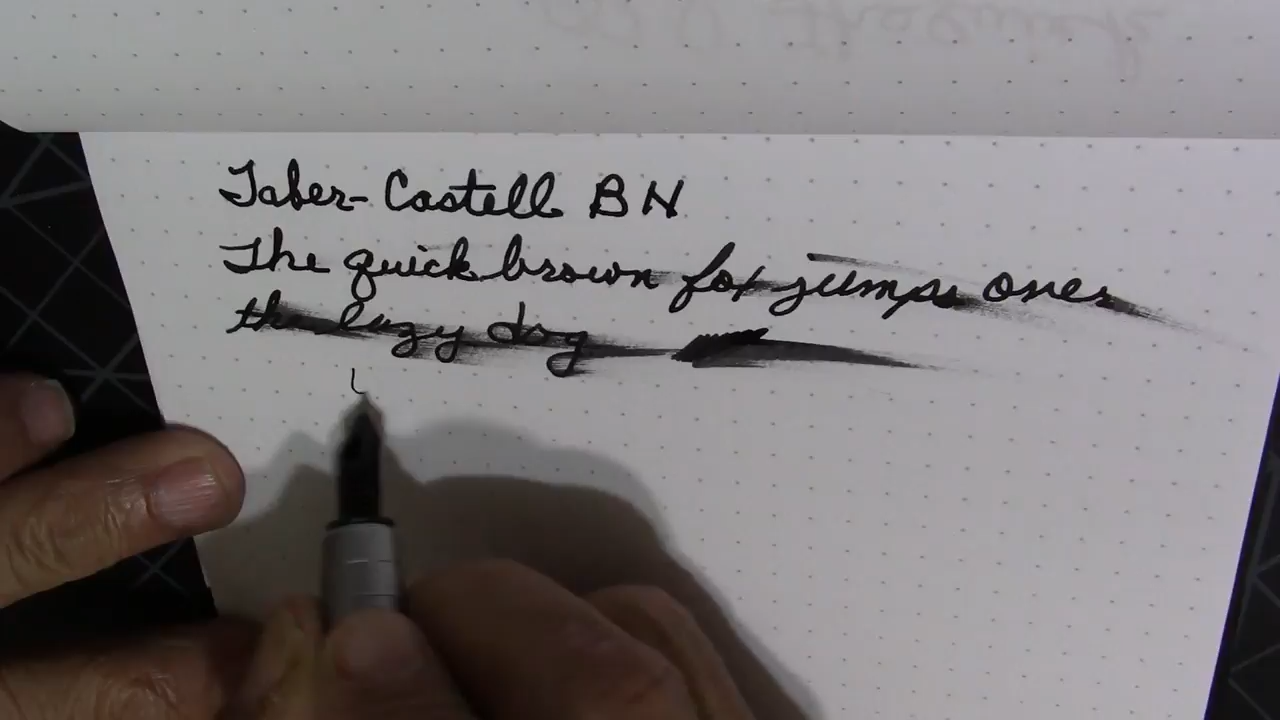 Faber-Castell BN
The quick brown fox jumps over
the lazy dog